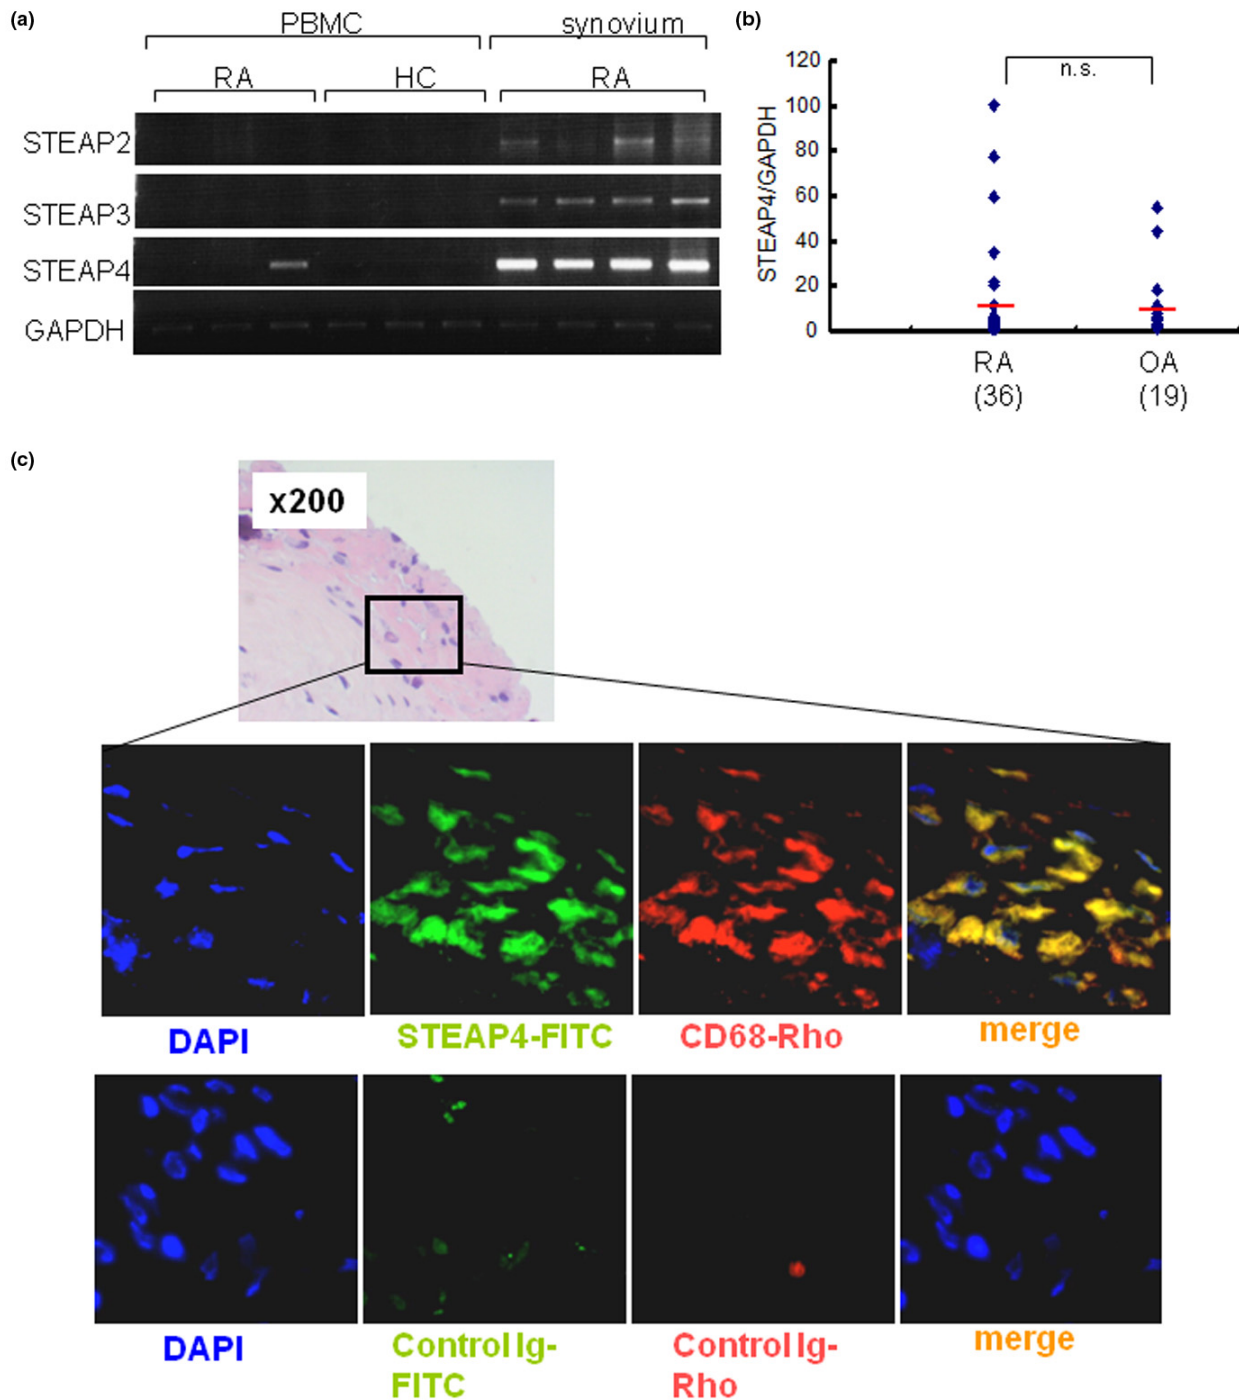 (a)
PBMC synovium
RA HC RA
STEAP2
STEAP3
STEAP4
GAPDH
(b)
STEAP4/GAPDH
120
100
80
60
40
20
0
n.s.
RA OA
(36) (19)
(c)
x200
DAPI STEAP4-FITC CD68-Rho merge
DAPI Control Ig- Control Ig- merge
FITC Rho